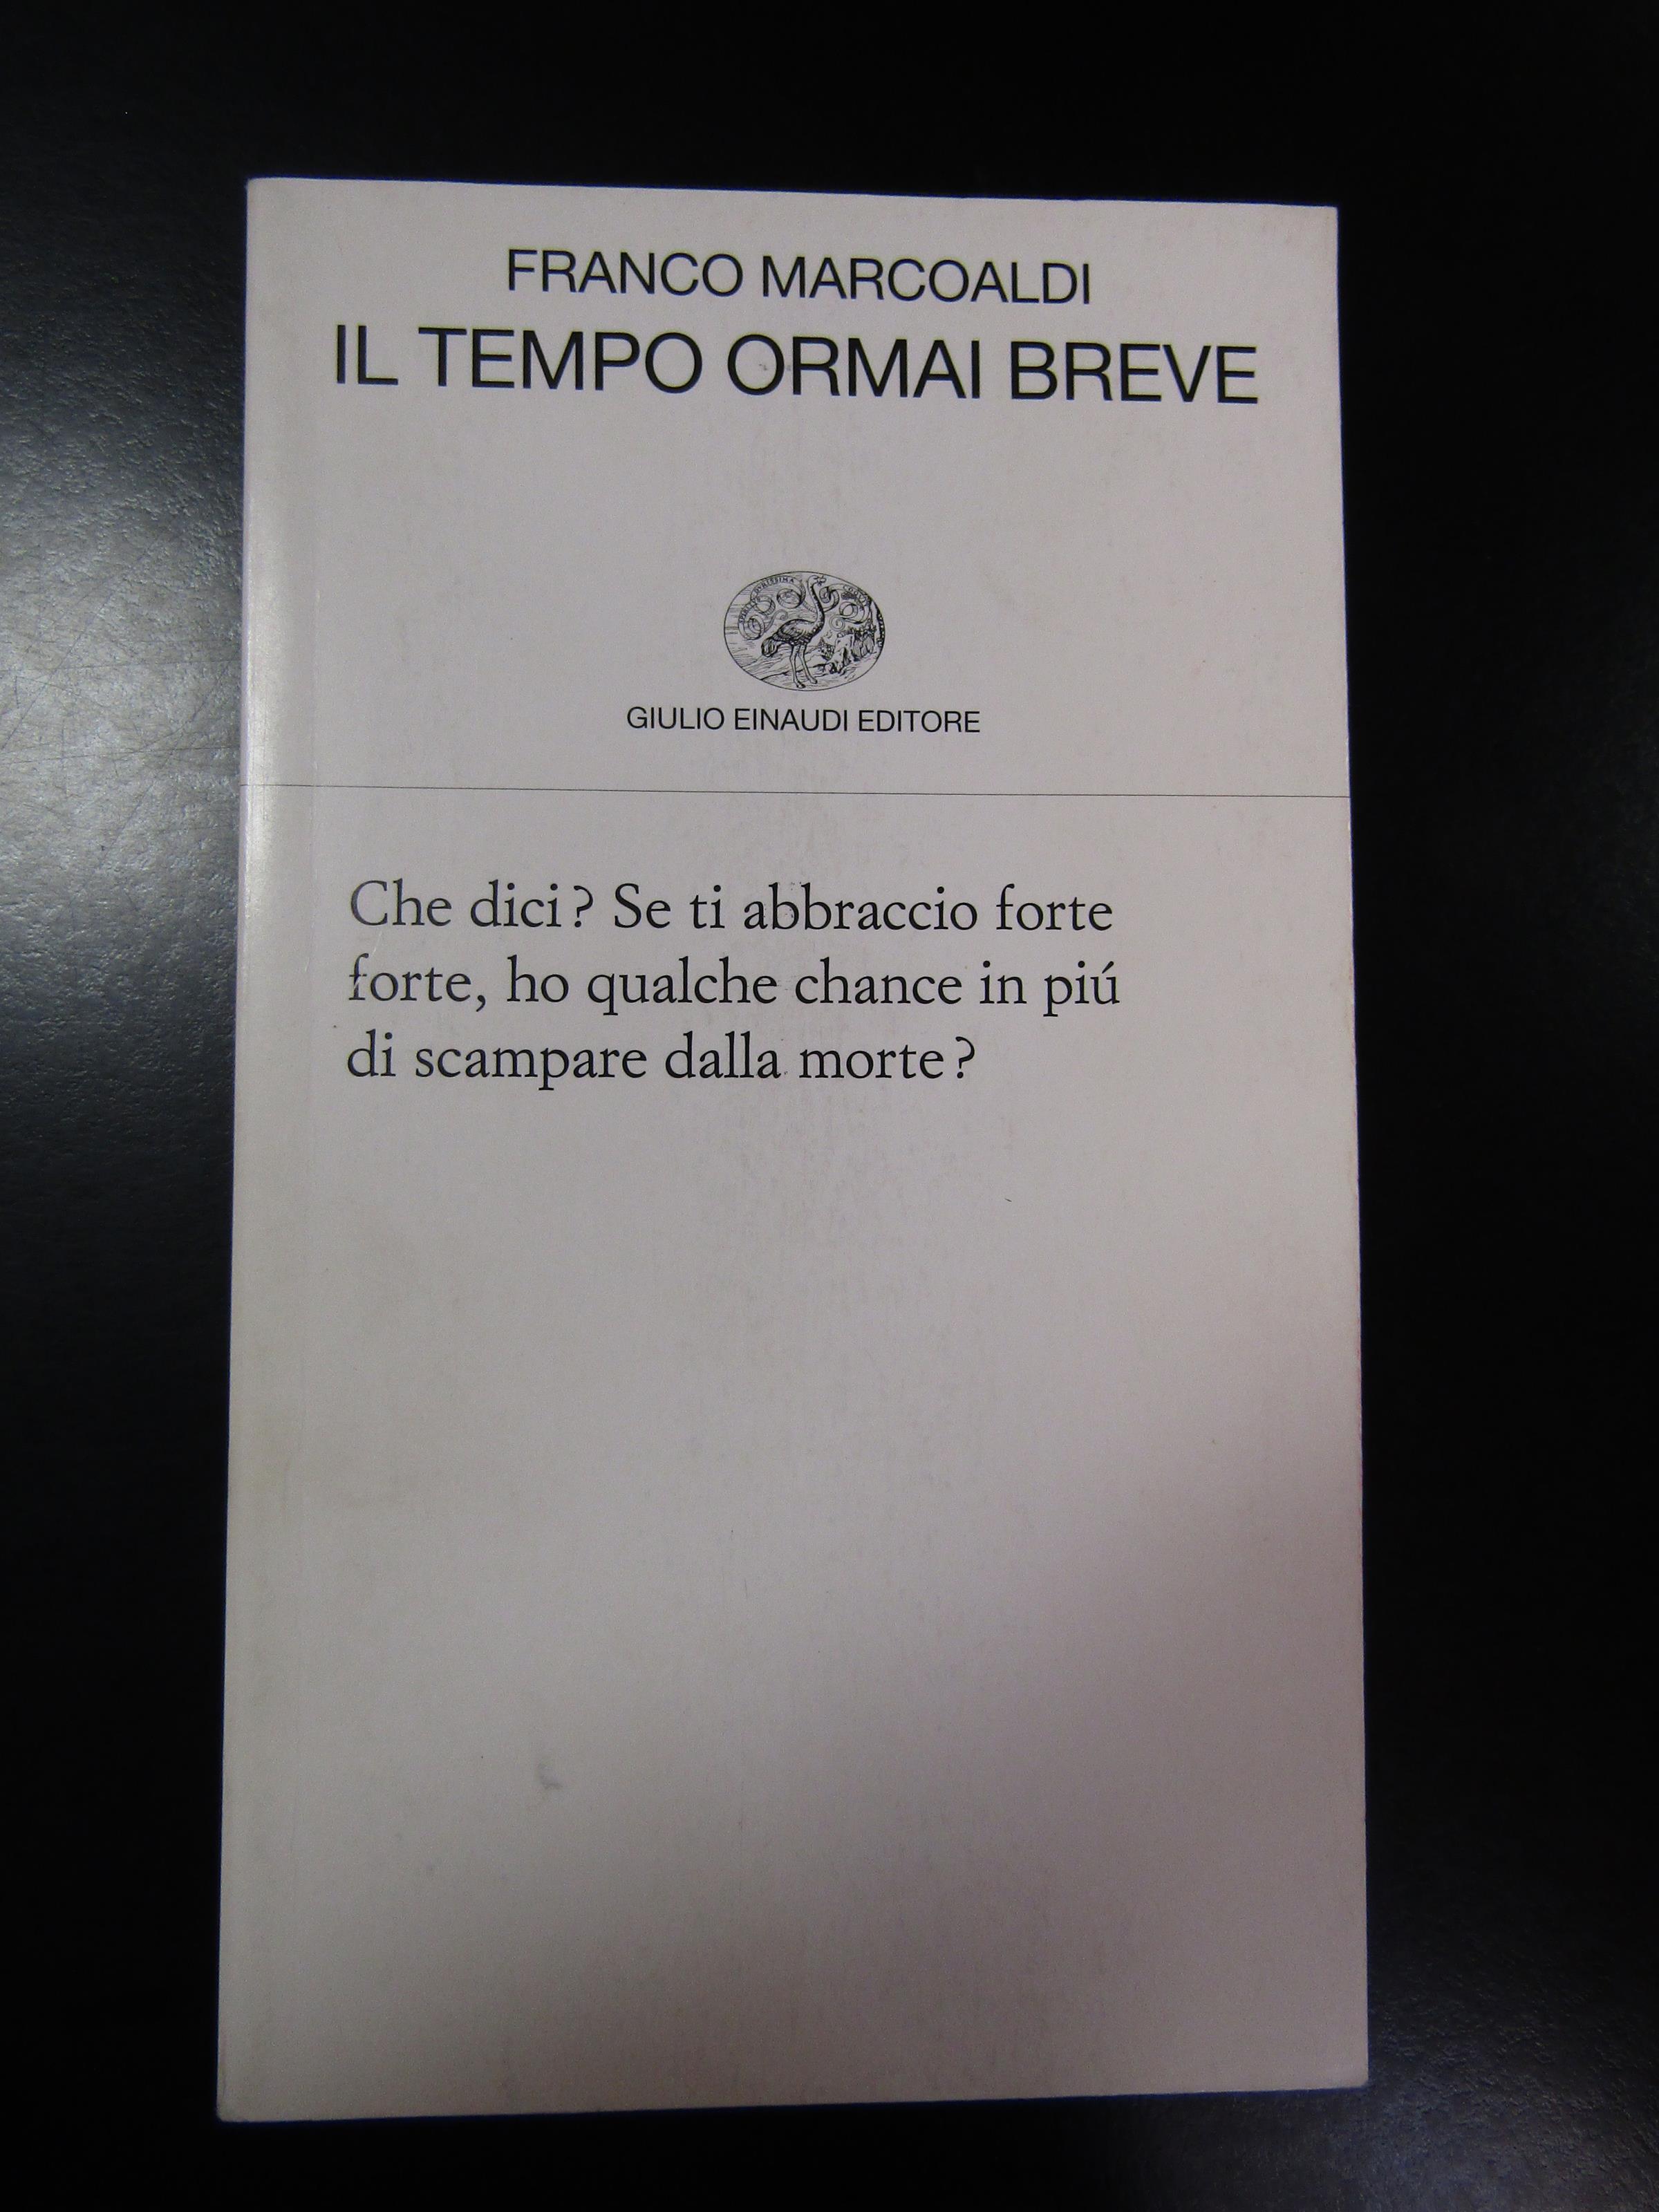 FRANCO MARCOALDI
IL TEMPO ORMAI BREVE
GIULIO EINAUDI EDITORE
Che dici? Se ti abbraccio forte
forte, ho qualche chance in piú
di scampare dalla morte?